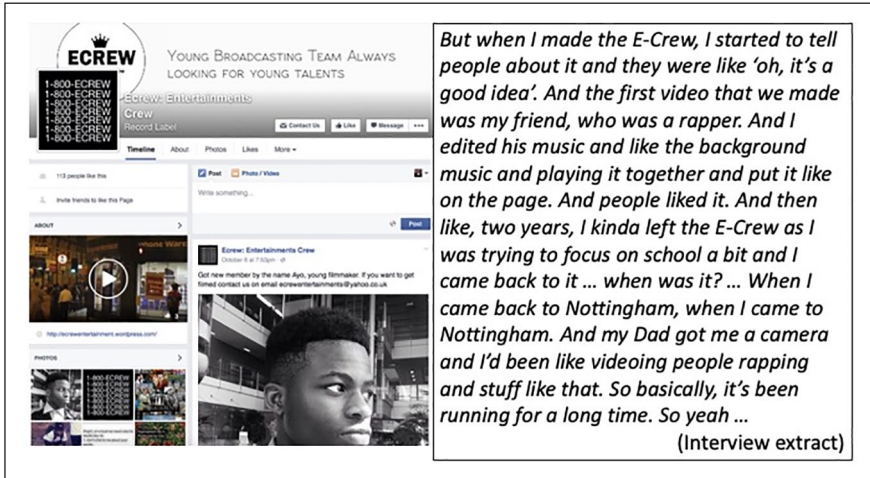 ECREW
YOUNG BROADCASTING TEAM ALWAYS
LOOKING FOR YOUNG TALENTS
1-800-ECREW
1-800-ECREW
1-800-ECREW
1-800-ECREW
1-800-ECREW
1-800-ECREW
Ecrew: Entertainments
Crew
Record Label
Contact Us
Like
Message
Timeline About Photos Likes More
113 people like this
Invite friends to like this Page
ABOUT
http://ecrewentertainment.wordpress.com/
PHOTOS
Post Photo / Video
Write something...
Post
Ecrew: Entertainments Crew
October 8 at 7:53pm
Got new member by the name Ayo, young filmmaker. if you want to get
filmed contact us on email ecrewentertainments@yahoo.co.uk
But when I made the E-Crew, I started to tell
people about it and they were like ‘oh, it’s a
good idea’. And the first video that we made
was my friend, who was a rapper. And I
edited his music and like the background
music and playing it together and put it like
on the page. And people liked it. And then
like, two years, I kinda left the E-Crew as I
was trying to focus on school a bit and I
came back to it … when was it? … When I
came back to Nottingham, when I came to
Nottingham. And my Dad got me a camera
and I’d been like videoing people rapping
and stuff like that. So basically, it’s been
running for a long time. So yeah …
(Interview extract)